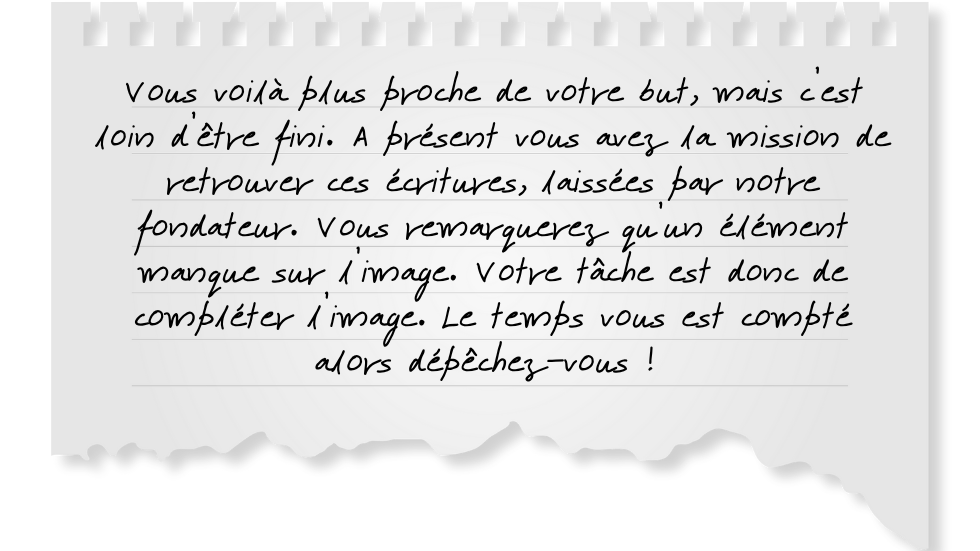 Vous voilà plus proche de votre but, mais c'est
loin d'être fini. A présent vous avez la mission de
retrouver ces écritures, laissées par notre
fondateur. Vous remarquerez qu'un élément
manque sur l'image. Votre tâche est donc de
compléter l'image. Le temps vous est compté
alors dépêchez-vous !